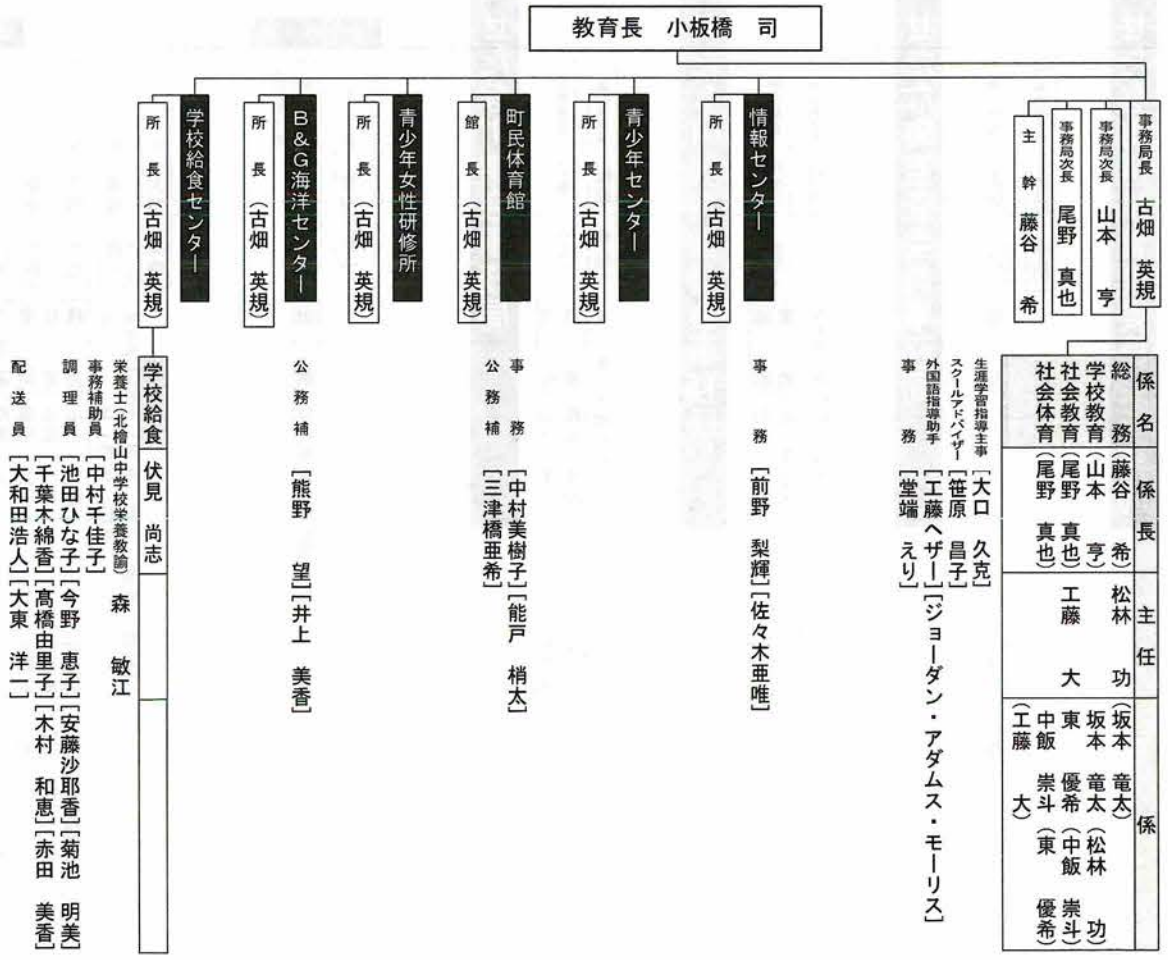 教育長　小板橋　司
事務局長　古畑　英規
事務局次長　山本　亨
事務局次長　尾野　真也
主　幹　藤谷　希
係名　係長　主任　係
総　務（藤谷　希）松林　功（坂本　竜太）
学校教育（山本　亨）坂本　竜太（松林　功）
社会教育（尾野　真也）工藤　大　東　優希（中飯　崇斗）
社会体育（尾野　真也）中飯　崇斗（東　優希）
（工藤　大）
生涯学習指導主事［大口　久克］
スクールアドバイザー［笹原　昌子］
外国語指導助手［工藤ヘザー］［ジョーダン・アダムス・モーリス］
事　務［堂端　えり］
情報センター
所　長（古畑　英規）
事　務［前野　梨輝］［佐々木亜唯］
青少年センター
所　長（古畑　英規）
町民体育館
館　長（古畑　英規）
事　務［中村美樹子］［能戸　梢太］
公務補［三津橋亜希］
青少年女性研修所
所　長（古畑　英規）
B&G海洋センター
所　長（古畑　英規）
公務補［熊野　望］［井上　美香］
学校給食センター
所　長（古畑　英規）
学校給食　伏見　尚志
栄養士（北檜山中学校栄養教諭）　森　敏江
事務補助員［中村千佳子］
調理員［池田ひな子］［今野　恵子］［安藤沙耶香］［菊池　明美］
［千葉木綿香］［髙橋由里子］［木村　和恵］［赤田　美香］
配送員［大和田浩人］［大東　洋一］